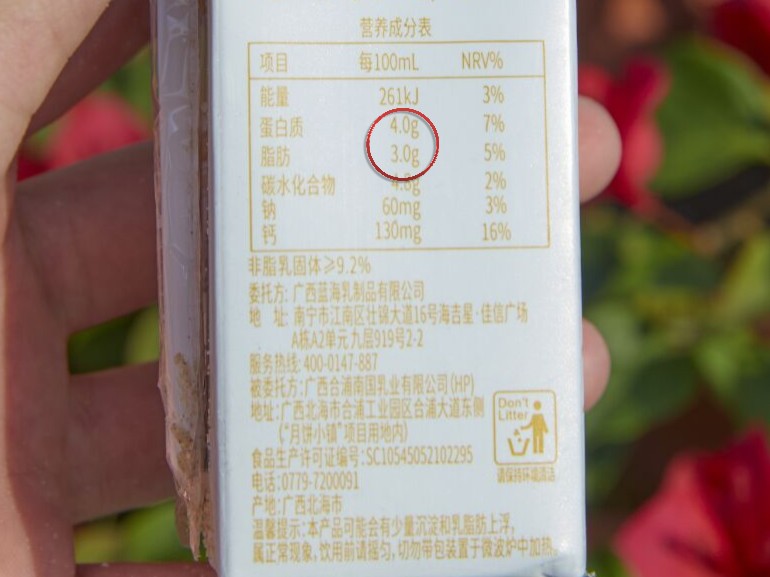 营养成分表
项目 每100mL NRV%
能量 261kJ 3%
蛋白质 4.0g 7%
脂肪 3.0g 5%
碳水化合物 4.8g 2%
钠 60mg 3%
钙 130mg 16%
非脂乳固体≥9.2%
委托方: 广西蓝海乳制品有限公司
地 址: 南宁市江南区壮锦大道16号海吉星·佳信广场
A栋A2单元九层919号2-2
服务热线: 400-0147-887
被委托方: 广西合浦南国乳业有限公司(HP)
地址: 广西北海市合浦工业园区合浦大道东侧
("月饼小镇"项目用地内)
食品生产许可证编号: SC10545052102295
电话: 0779-7200091
产地: 广西北海市
温馨提示: 本产品可能会有少量沉淀和乳脂肪上浮,
属正常现象, 饮用前请摇匀, 切勿带包装置于微波炉中加热。
Don't
Litter
请保持环境清洁